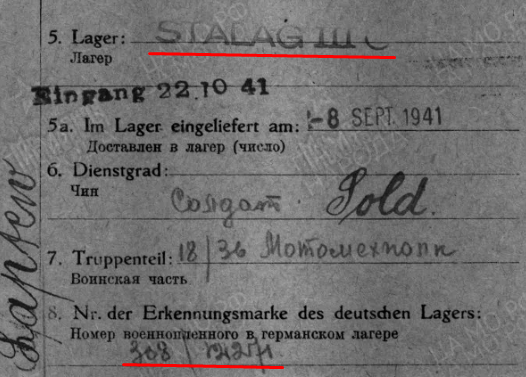 5. Lager: STALAG III C
Лагер
Eingang 22.10 41
5a. Im Lager eingeliefert am: -8 SEPT. 1941
Доставлен в лагер (число)
6. Dienstgrad:
Чин
Солдат Sold.
7. Truppenteil: 18/36 Мотомехполк
Воинская часть
8. Nr. der Erkennungsmarke des deutschen Lagers:
Номер военнопленного в германском лагере
308 /
Laptew